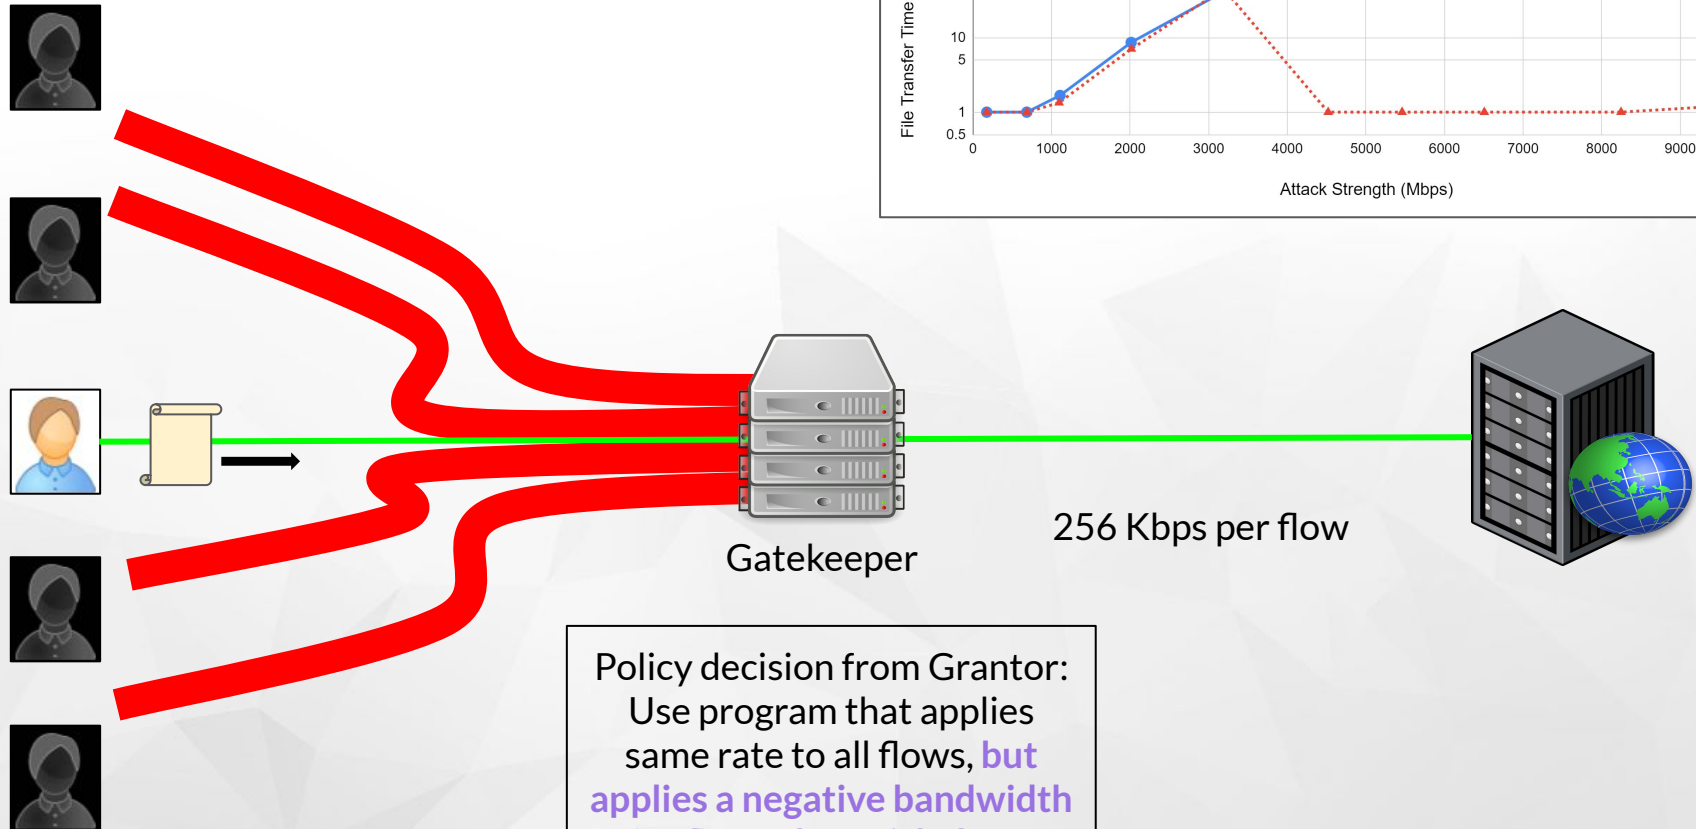 File Transfer Time
10
5
1
0.5
0 1000 2000 3000 4000 5000 6000 7000 8000 9000
Attack Strength (Mbps)
256 Kbps per flow
Gatekeeper
Policy decision from Grantor:
Use program that applies
same rate to all flows, but
applies a negative bandwidth